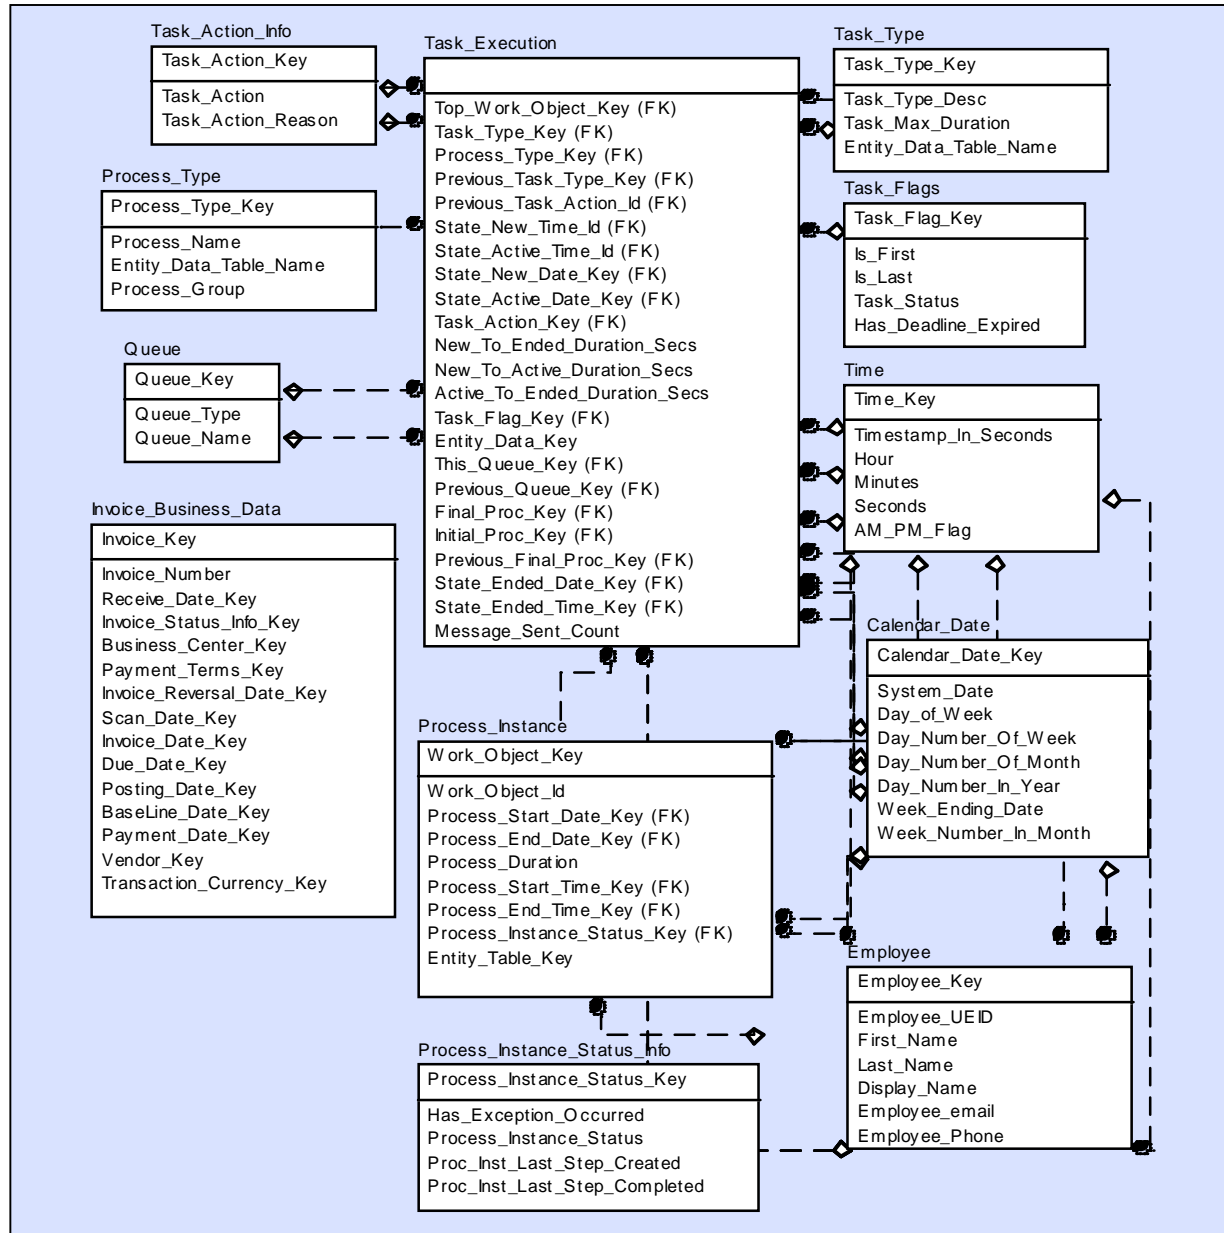 Task_Action_Info
Task_Action_Key
Task_Action
Task_Action_Reason
Process_Type
Process_Type_Key
Process_Name
Entity_Data_Table_Name
Process_Group
Queue
Queue_Key
Queue_Type
Queue_Name
Invoice_Business_Data
Invoice_Key
Invoice_Number
Receive_Date_Key
Invoice_Status_Info_Key
Business_Center_Key
Payment_Terms_Key
Invoice_Reversal_Date_Key
Scan_Date_Key
Invoice_Date_Key
Due_Date_Key
Posting_Date_Key
BaseLine_Date_Key
Payment_Date_Key
Vendor_Key
Transaction_Currency_Key
Task_Execution
Top_Work_Object_Key (FK)
Task_Type_Key (FK)
Process_Type_Key (FK)
Previous_Task_Type_Key (FK)
Previous_Task_Action_Id (FK)
State_New_Time_Id (FK)
State_Active_Time_Id (FK)
State_New_Date_Key (FK)
State_Active_Date_Key (FK)
Task_Action_Key (FK)
New_To_Ended_Duration_Secs
New_To_Active_Duration_Secs
Active_To_Ended_Duration_Secs
Task_Flag_Key (FK)
Entity_Data_Key
This_Queue_Key (FK)
Previous_Queue_Key (FK)
Final_Proc_Key (FK)
Initial_Proc_Key (FK)
Previous_Final_Proc_Key (FK)
State_Ended_Date_Key (FK)
State_Ended_Time_Key (FK)
Message_Sent_Count
Process_Instance
Work_Object_Key
Work_Object_Id
Process_Start_Date_Key (FK)
Process_End_Date_Key (FK)
Process_Duration
Process_Start_Time_Key (FK)
Process_End_Time_Key (FK)
Process_Instance_Status_Key (FK)
Entity_Table_Key
Process_Instance_Status_Info
Process_Instance_Status_Key
Has_Exception_Occurred
Process_Instance_Status
Proc_Inst_Last_Step_Created
Proc_Inst_Last_Step_Completed
Task_Type
Task_Type_Key
Task_Type_Desc
Task_Max_Duration
Entity_Data_Table_Name
Task_Flags
Task_Flag_Key
Is_First
Is_Last
Task_Status
Has_Deadline_Expired
Time
Time_Key
Timestamp_In_Seconds
Hour
Minutes
Seconds
AM_PM_Flag
Calendar_Date
Calendar_Date_Key
System_Date
Day_of_Week
Day_Number_Of_Week
Day_Number_Of_Month
Day_Number_In_Year
Week_Ending_Date
Week_Number_In_Month
Employee
Employee_Key
Employee_UEID
First_Name
Last_Name
Display_Name
Employee_email
Employee_Phone